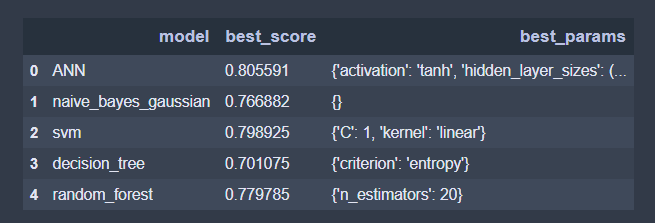 model best_score best_params
0 ANN 0.805591 {'activation': 'tanh', 'hidden_layer_sizes': (...
1 naive_bayes_gaussian 0.766882 {}
2 svm 0.798925 {'C': 1, 'kernel': 'linear'}
3 decision_tree 0.701075 {'criterion': 'entropy'}
4 random_forest 0.779785 {'n_estimators': 20}